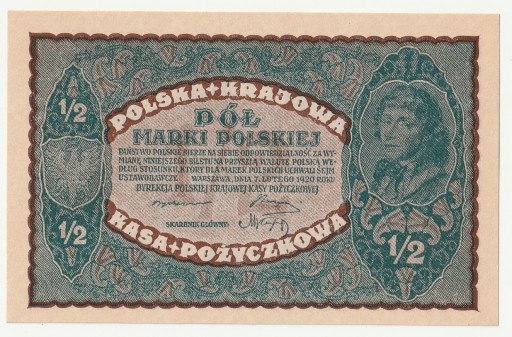 POLSKA KRAJOWA
1/2
PÓŁ
MARKI POLSKIEJ
PAŃSTWO POLSKIE BIERZE NA SIEBIE ODPOWIEDZIALNOŚĆ ZA WY-
MIANĘ NINIEJSZEGO BILETU NA PRZYSZŁĄ WALUTĘ POLSKĄ WE-
DŁUG STOSUNKU, KTÓRY DLA MAREK POLSKICH UCHWALI SEJM
USTAWODAWCZY. WARSZAWA, DNIA 7. LUTEGO 1920 ROKU
DYREKCJA POLSKIEJ KRAJOWEJ KASY POŻYCZKOWEJ
SKARBNIK GŁÓWNY:
1/2
1/2
KASA POŻYCZKOWA